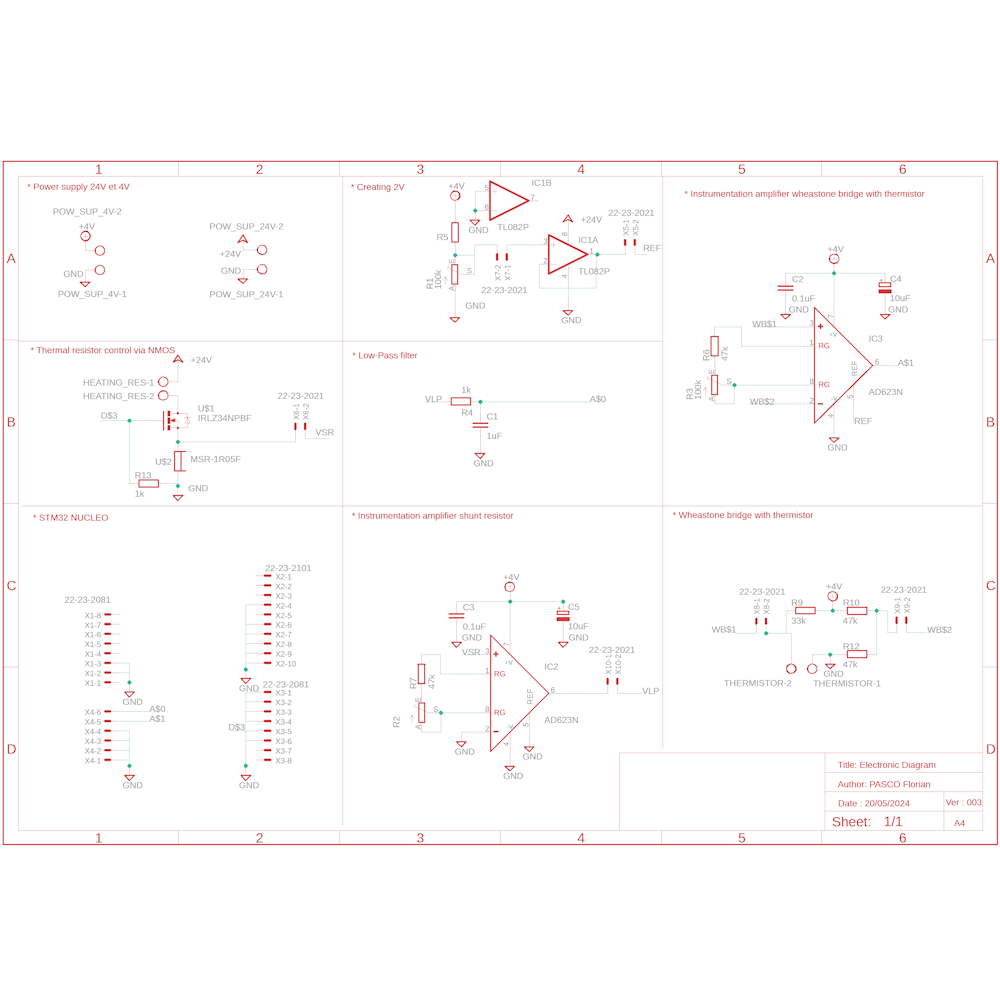 1 2 3 4 5 6
A
B
C
D
* Power supply 24V et 4V
POW_SUP_4V-2
+4V
GND
POW_SUP_4V-1
POW_SUP_24V-2
+24V
GND
POW_SUP_24V-1
* Creating 2V
+4V
R5
R1
100k
E
S
A
GND
5
6
7
IC1B
GND
TL082P
X7-2
X7-1
22-23-2021
+24V
8
IC1A
3
2
1
4
TL082P
GND
22-23-2021
X5-1
X5-2
REF
* Instrumentation amplifier wheastone bridge with thermistor
+4V
C2
0.1uF
GND
C4
10uF
GND
WB$1
R6
47k
R3
100k
E
S
A
WB$2
3
1
8
2
7
+V
RG
RG
-V
4
REF
5
IC3
6
A$1
AD623N
REF
GND
* Thermal resistor control via NMOS
+24V
HEATING_RES-1
HEATING_RES-2
U$1
IRLZ34NPBF
D$3
22-23-2021
X6-1
X6-2
VSR
U$2
MSR-1R05F
R13
1k
GND
* Low-Pass filter
VLP
1k
R4
A$0
C1
1uF
GND
* STM32 NUCLEO
22-23-2081
X1-8
X1-7
X1-6
X1-5
X1-4
X1-3
X1-2
X1-1
GND
X4-6
X4-5
X4-4
X4-3
X4-2
X4-1
A$0
A$1
GND
22-23-2101
X2-1
X2-2
X2-3
X2-4
X2-5
X2-6
X2-7
X2-8
X2-9
X2-10
GND
22-23-2081
X3-1
X3-2
X3-3
X3-4
X3-5
X3-6
X3-7
X3-8
D$3
GND
* Instrumentation amplifier shunt resistor
+4V
C3
0.1uF
GND
C5
10uF
GND
VSR
R7
47k
R2
E
S
A
GND
3
1
8
2
7
+V
RG
RG
-V
4
REF
5
IC2
6
AD623N
GND
GND
22-23-2021
X10-1
X10-2
VLP
* Wheastone bridge with thermistor
22-23-2021
X8-1
X8-2
WB$1
R9
33k
+4V
R10
47k
22-23-2021
X9-1
X9-2
WB$2
R12
47k
GND
THERMISTOR-2
THERMISTOR-1
Title: Electronic Diagram
Author: PASCO Florian
Date : 20/05/2024
Ver : 003
Sheet: 1/1
A4
A
B
C
D
1 2 3 4 5 6